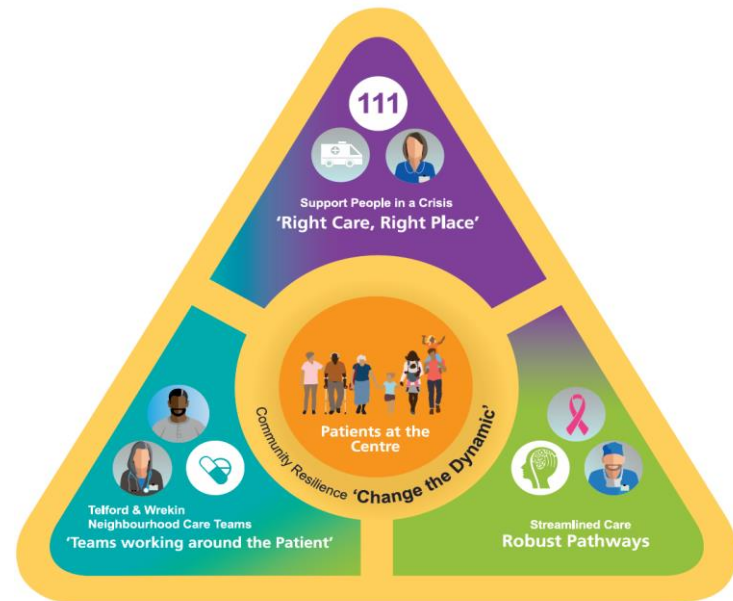 111
Support People in a Crisis
'Right Care, Right Place'
Patients at the
Centre
Community Resilience 'Change the Dynamic'
Telford & Wrekin
Neighbourhood Care Teams
'Teams working around the Patient'
Streamlined Care
Robust Pathways